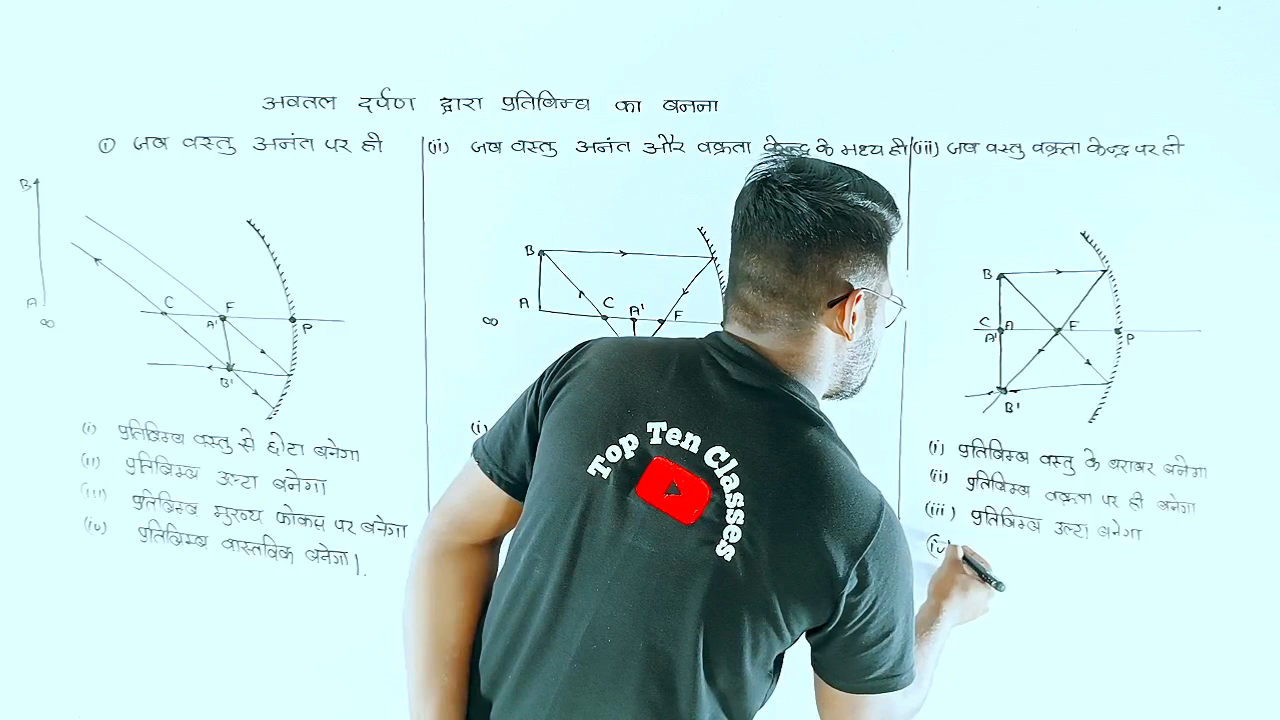 अवतल दर्पण द्वारा प्रतिबिम्ब का बनना
① जब वस्तु अनंत पर हो
(ii) जब वस्तु अनंत और वक्रता केन्द्र के मध्य हो
(iii) जब वस्तु वक्रता केन्द्र पर हो
B
A
∞
C
F
A'
P
B'
(i) प्रतिबिम्ब वस्तु से छोटा बनेगा
(ii) प्रतिबिम्ब उल्टा बनेगा
(iii) प्रतिबिम्ब मुख्य फोकस पर बनेगा
(iv) प्रतिबिम्ब वास्तविक बनेगा।
B
A
∞
C
A'
F
(i)
B
C
A
A'
F
P
B'
(i) प्रतिबिम्ब वस्तु के बराबर बनेगा
(ii) प्रतिबिम्ब वक्रता पर ही बनेगा
(iii) प्रतिबिम्ब उल्टा बनेगा
(iv)
Top Ten Classes